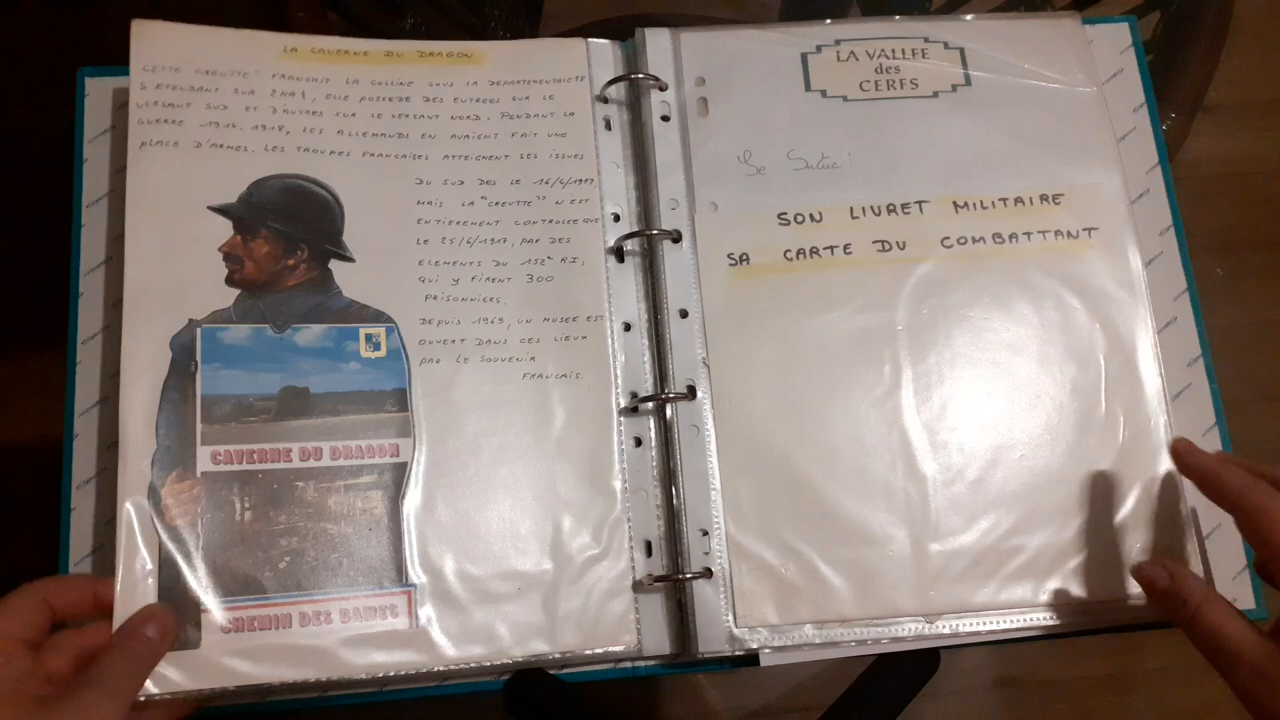 LA CAVERNE DU DRAGON
CETTE "CREUTTE" FRANCHIT LA COLLINE SOUS LA DEPARTEMENTALE 18
S'ETENDANT SUR 2 HA 1, ELLE POSSEDE DES ENTREES SUR LE
VERSANT SUD ET D'AUTRES SUR LE VERSANT NORD. PENDANT LA
GUERRE 1914.1918, LES ALLEMANDS EN AVAIENT FAIT UNE
PLACE D'ARMES. LES TROUPES FRANCAISES ATTEIGNENT SES ISSUES
DU SUD DES LE 16/4/1917,
MAIS LA "CREUTTE" N'EST
ENTIEREMENT CONTROLEE QUE
LE 25/6/1917, PAR DES
ELEMENTS DU 152e RI,
QUI Y FIRENT 300
PRISONNIERS.
DEPUIS 1969, UN MUSEE EST
OUVERT DANS CES LIEUX
PAR LE SOUVENIR
FRANCAIS.
CAVERNE DU DRAGON
CHEMIN DES DAMES
LA VALLEE
des
CERFS
SON LIVRET MILITAIRE
SA CARTE DU COMBATTANT